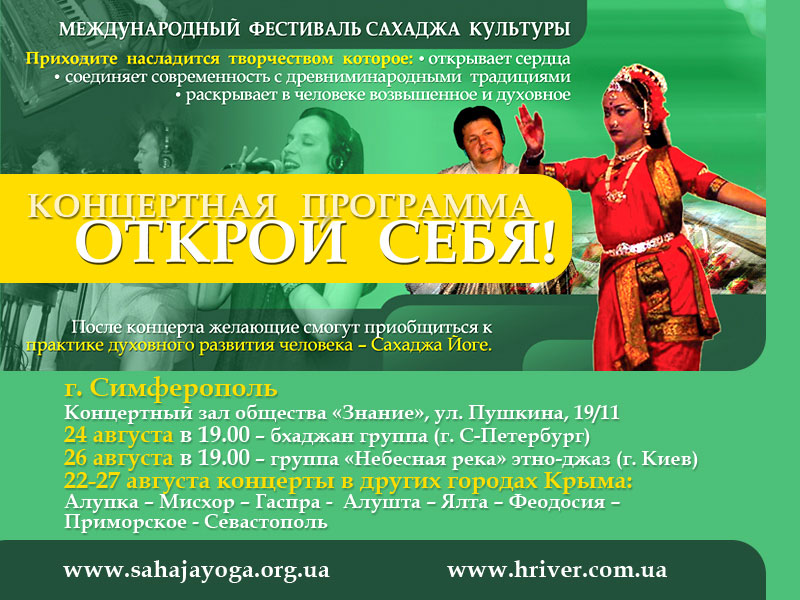 МЕЖДУНАРОДНЫЙ ФЕСТИВАЛЬ САХАДЖА КУЛЬТУРЫ
Приходите насладится творчеством которое: • открывает сердца
• соединяет современность с древниминародными традициями
• раскрывает в человеке возвышенное и духовное
КОНЦЕРТНАЯ ПРОГРАММА
ОТКРОЙ СЕБЯ!
После концерта желающие смогут приобщиться к
практике духовного развития человека – Сахаджа Йоге.
г. Симферополь
Концертный зал общества «Знание», ул. Пушкина, 19/11
24 августа в 19.00 – бхаджан группа (г. С-Петербург)
26 августа в 19.00 – группа «Небесная река» этно-джаз (г. Киев)
22-27 августа концерты в других городах Крыма:
Алупка – Мисхор – Гаспра - Алушта – Ялта – Феодосия –
Приморское - Севастополь
www.sahajayoga.org.ua www.hriver.com.ua